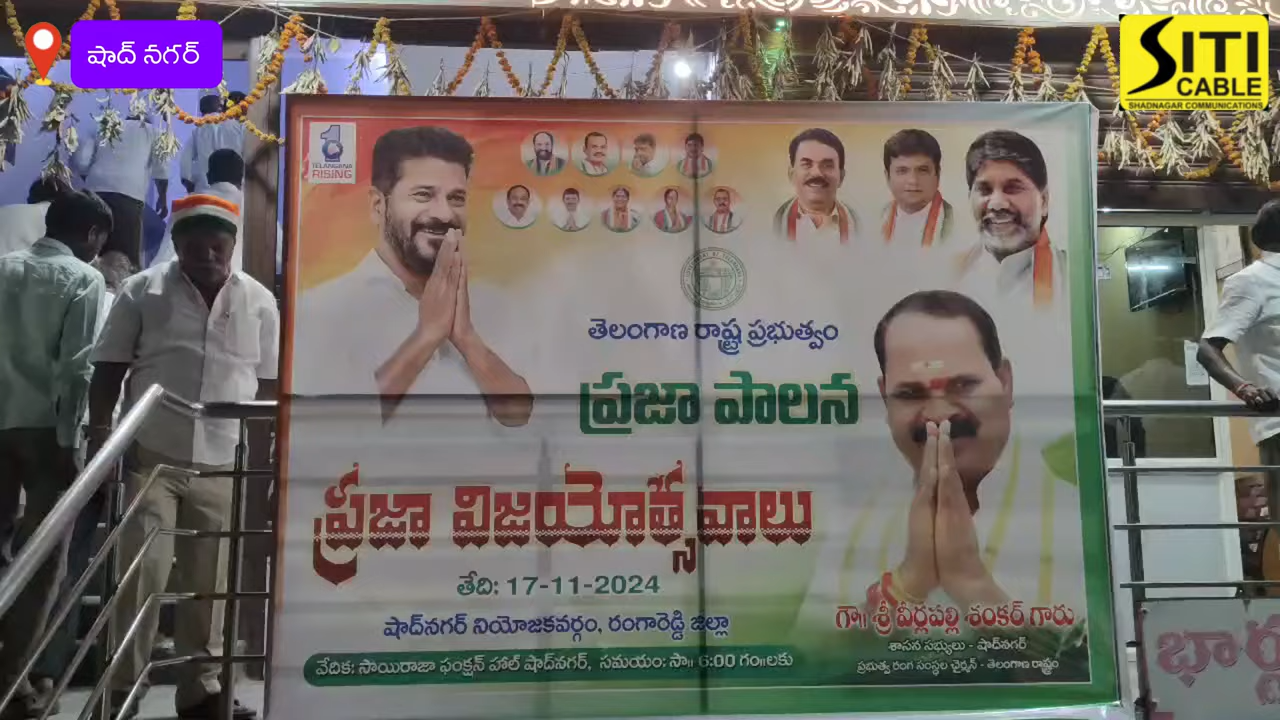 షాద్ నగర్
SITI
CABLE
SHADNAGAR COMMUNICATIONS
TELANGANA
RISING
తెలంగాణ రాష్ట్ర ప్రభుత్వం
ప్రజా పాలన
ప్రజా విజయోత్సవాలు
తేది: 17-11-2024
షాద్‌నగర్ నియోజకవర్గం, రంగారెడ్డి జిల్లా
వేదిక: సాయిరాజా ఫంక్షన్ హాల్ షాద్‌నగర్, సమయం: సా॥ 6:00 గం॥లకు
గౌ॥ శ్రీ వీర్లపల్లి శంకర్ గారు
శాసన సభ్యులు - షాద్‌నగర్
ప్రభుత్వ రంగ సంస్థల ఛైర్మన్ - తెలంగాణ రాష్ట్రం